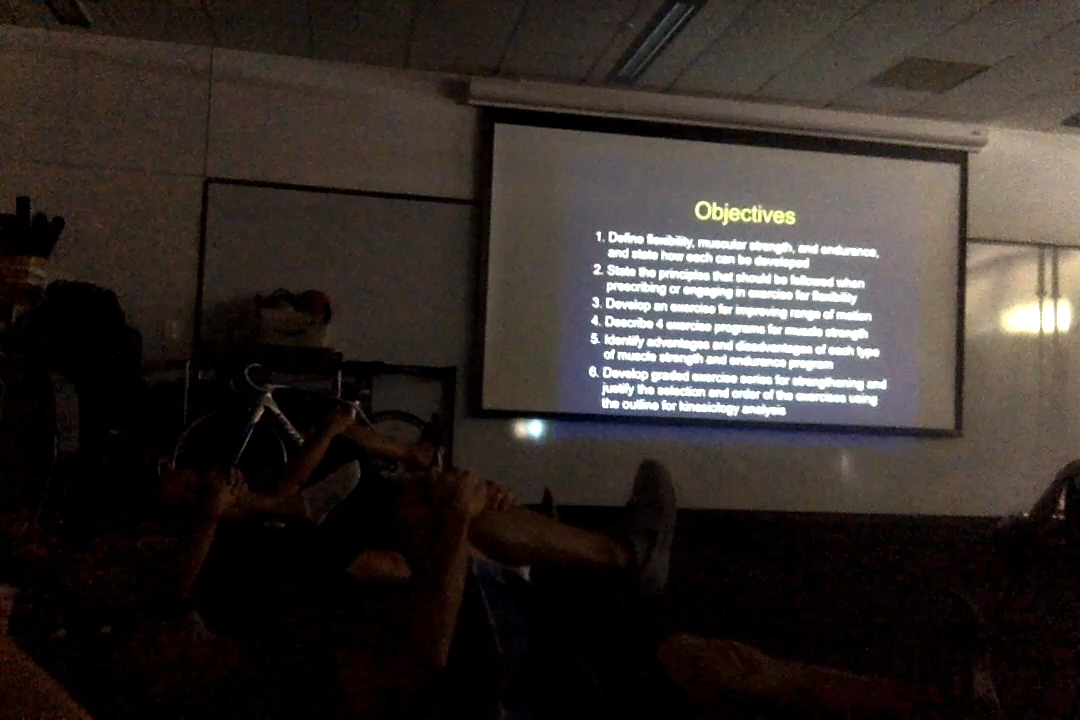 Objectives
1. Define flexibility, muscular strength, and endurance,
and state how each can be developed
2. State the principles that should be followed when
prescribing or engaging in exercise for flexibility
3. Develop an exercise for improving range of motion
4. Describe 4 exercise programs for muscle strength
5. Identify advantages and disadvantages of each type
of muscle strength and endurance program
6. Develop graded exercise series for strengthening and
justify the selection and order of the exercises using
the outline for kinesiology analysis